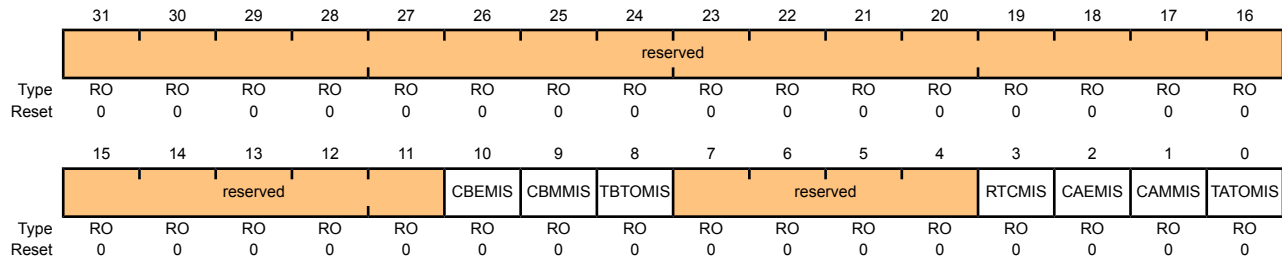 31 30 29 28 27 26 25 24 23 22 21 20 19 18 17 16
reserved
Type RO RO RO RO RO RO RO RO RO RO RO RO RO RO RO RO
Reset 0 0 0 0 0 0 0 0 0 0 0 0 0 0 0 0
15 14 13 12 11 10 9 8 7 6 5 4 3 2 1 0
reserved CBEMIS CBMMIS TBTOMIS reserved RTCMIS CAEMIS CAMMIS TATOMIS
Type RO RO RO RO RO RO RO RO RO RO RO RO RO RO RO RO
Reset 0 0 0 0 0 0 0 0 0 0 0 0 0 0 0 0